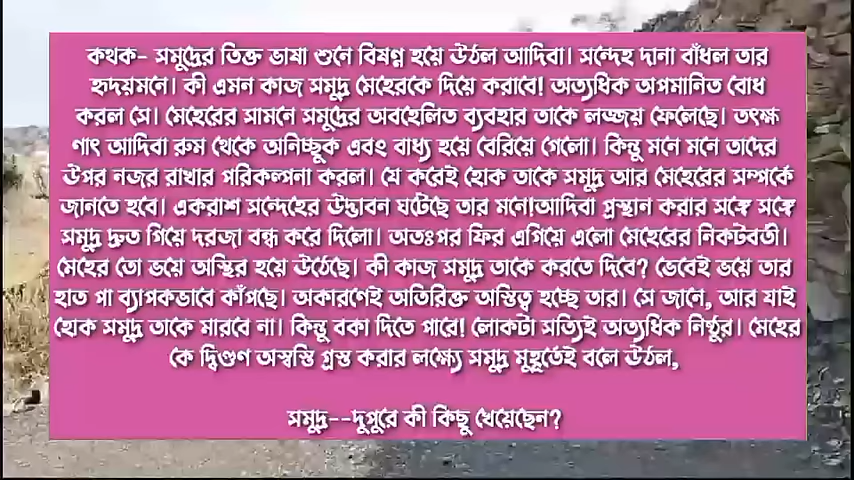 কথক- সমুদ্রের তিক্ত ভাষা শুনে বিষণ্ন হয়ে উঠল আদিবা। সন্দেহ দানা বাঁধল তার
হৃদয়মনে। কী এমন কাজ সমুদ্র মেহেরকে দিয়ে করাবে! অত্যধিক অপমানিত বোধ
করল সে। মেহেরের সামনে সমুদ্রের অবহেলিত ব্যবহার তাকে লজ্জয় ফেলেছে। তৎক্ষ
ণাৎ আদিবা রুম থেকে অনিচ্ছুক এবং বাধ্য হয়ে বেরিয়ে গেলো। কিন্তু মনে মনে তাদের
উপর নজর রাখার পরিকল্পনা করল। যে করেই হোক তাকে সমুদ্র আর মেহেরের সম্পর্কে
জানতে হবে। একরাশ সন্দেহের উদ্ভাবন ঘটেছে তার মনে!আদিবা প্রস্থান করার সঙ্গে সঙ্গে
সমুদ্র দ্রুত গিয়ে দরজা বন্ধ করে দিলো। অতঃপর ফির এগিয়ে এলো মেহেরের নিকটবর্তী।
মেহের তো ভয়ে অস্থির হয়ে উঠেছে। কী কাজ সমুদ্র তাকে করতে দিবে? ভেবেই ভয়ে তার
হাত পা ব্যাপকভাবে কাঁপছে। অকারণেই অতিরিক্ত অস্তিত্ব হচ্ছে তার। সে জানে, আর যাই
হোক সমুদ্র তাকে মারবে না। কিন্তু বকা দিতে পারে! লোকটা সত্যিই অত্যধিক নিষ্ঠুর। মেহের
কে দ্বিগুণ অস্বস্তি গ্রস্ত করার লক্ষ্যে সমুদ্র মুহূর্তেই বলে উঠল,
সমুদ্র--দুপুরে কী কিছু খেয়েছেন?